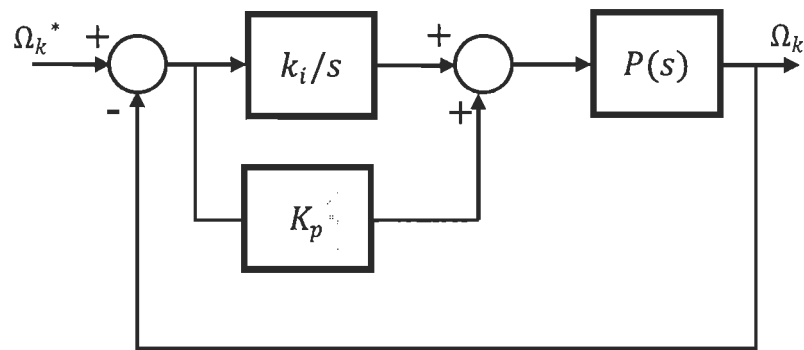 Ω_k^* + k_i/s + P(s) Ω_k
- +
K_p